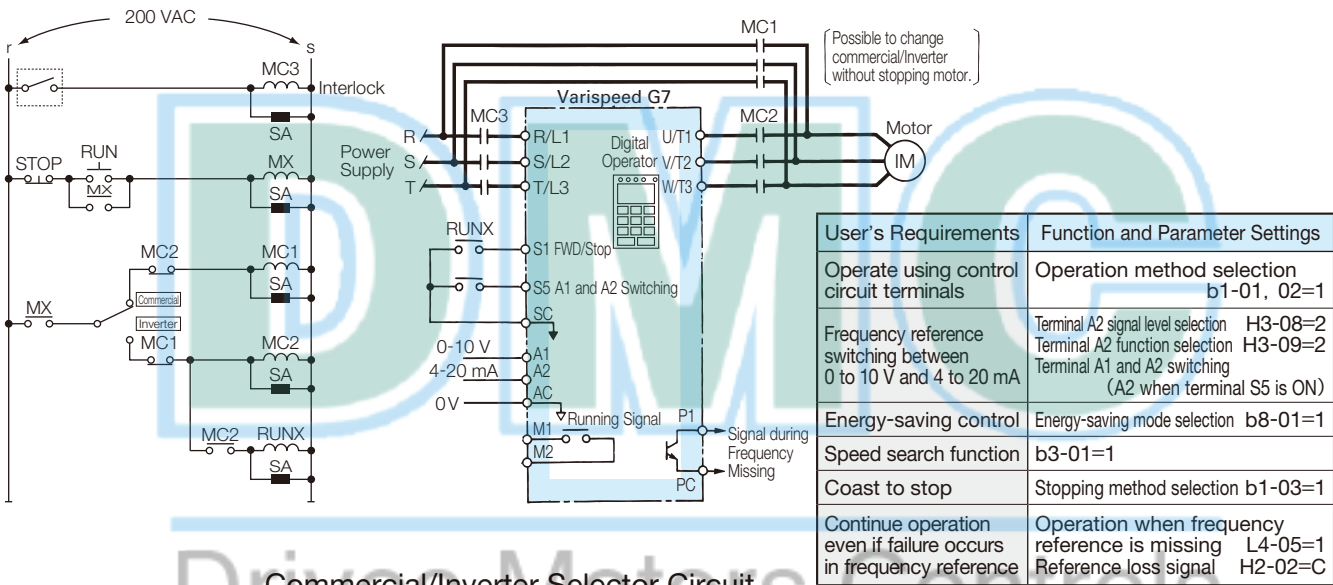 200 VAC
r
s
MC3
Interlock
SA
STOP
RUN
MX
MX
SA
MC2
MC1
SA
Commercial
MX
Inverter
MC1
MC2
SA
MC2
RUNX
SA
MC1
Possible to change
commercial/Inverter
without stopping motor.
Varispeed G7
MC3
MC2
Motor
R
R/L1
Digital
Operator
U/T1
Power
Supply
S
S/L2
V/T2
IM
T
T/L3
W/T3
RUNX
S1 FWD/Stop
S5 A1 and A2 Switching
SC
0-10 V
A1
4-20 mA
A2
AC
0V
Running Signal
P1
M1
M2
Signal during
Frequency
Missing
PC
User's Requirements
Function and Parameter Settings
Operate using control
circuit terminals
Operation method selection
b1-01, 02=1
Frequency reference
switching between
0 to 10 V and 4 to 20 mA
Terminal A2 signal level selection H3-08=2
Terminal A2 function selection H3-09=2
Terminal A1 and A2 switching
(A2 when terminal S5 is ON)
Energy-saving control
Energy-saving mode selection b8-01=1
Speed search function
b3-01=1
Coast to stop
Stopping method selection b1-03=1
Continue operation
even if failure occurs
in frequency reference
Operation when frequency
reference is missing L4-05=1
Reference loss signal H2-02=C
DMC
Commercial/Inverter Selector Circuit